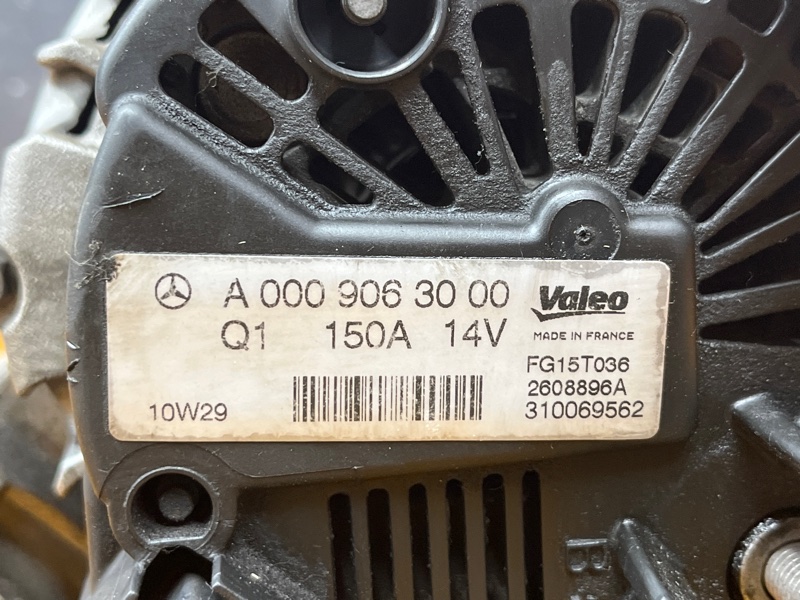 A 000 906 30 00
Q1 150A 14V
10W29
Valeo
MADE IN FRANCE
FG15T036
2608896A
310069562
B